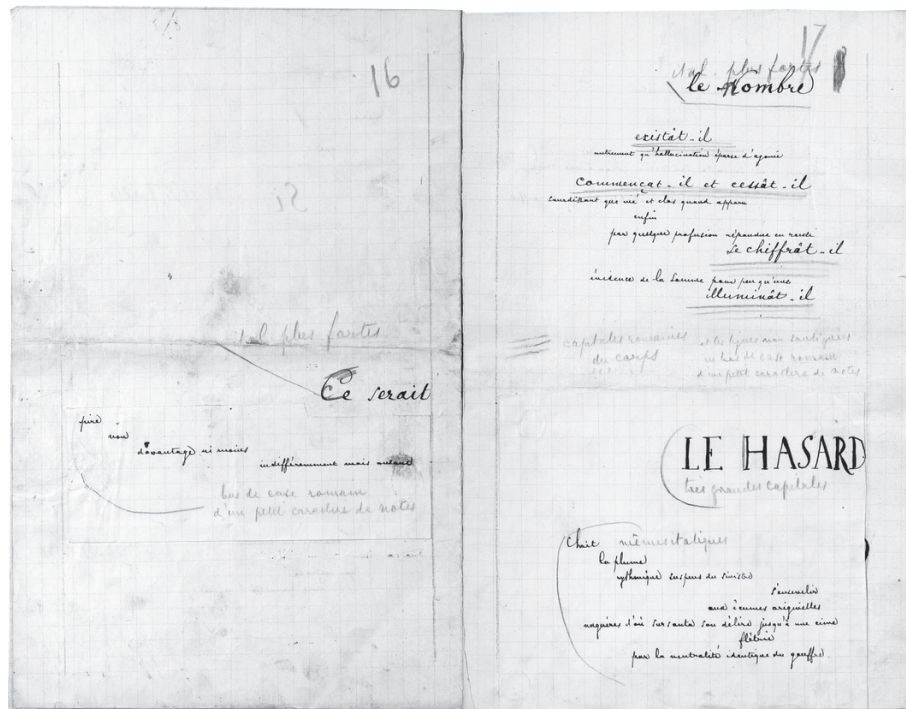 16
ital. plus fortes
Ce serait
pire
non
davantage ni moins
indifféremment mais autant
bas de casse romain
d'un petit caractère de notes
17
ital. plus fortes
le nombre
existât-il
autrement qu'hallucination éparse d'agonie
commençât-il et cessât-il
sourdissant que nié et clos quand apparu
enfin
par quelque profusion répandue en rareté
se chiffrât-il
évidence de la somme pour peu qu'une
illuminât-il
capitales romaines
du corps
et les lignes non soulignées
en bas de casse romain
d'un petit caractère de notes
LE HASARD
très grandes capitales
Choit mêmes italiques
la plume
rythmique suspens du sinistre
s'ensevelir
aux écumes originelles
naguères d'où sursauta son délire jusqu'à une cime
flétrie
par la neutralité identique du gouffre